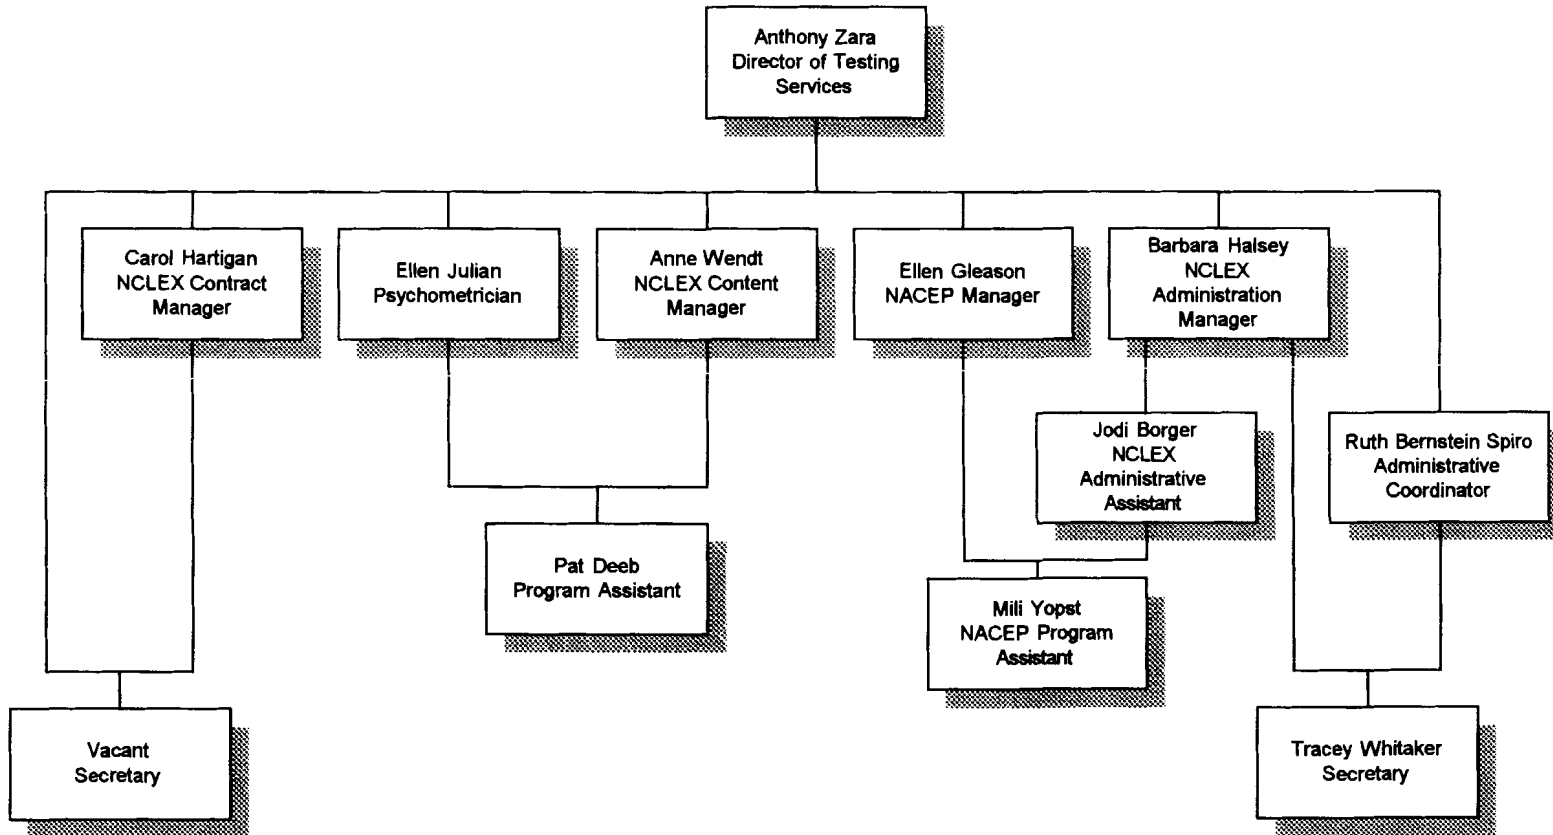 Anthony Zara
Director of Testing
Services
Carol Hartigan
NCLEX Contract
Manager
Ellen Julian
Psychometrician
Anne Wendt
NCLEX Content
Manager
Ellen Gleason
NACEP Manager
Barbara Halsey
NCLEX
Administration
Manager
Jodi Borger
NCLEX
Administrative
Assistant
Ruth Bernstein Spiro
Administrative
Coordinator
Pat Deeb
Program Assistant
Mili Yopst
NACEP Program
Assistant
Vacant
Secretary
Tracey Whitaker
Secretary